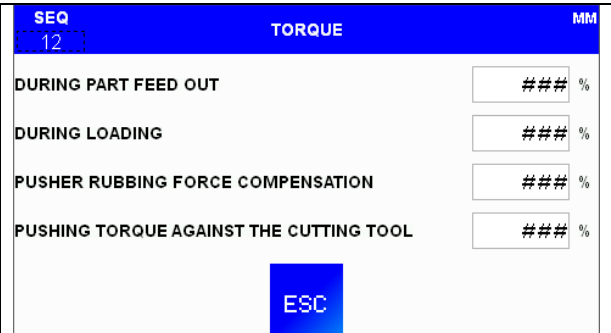 SEQ
12
TORQUE
MM
DURING PART FEED OUT ### %
DURING LOADING ### %
PUSHER RUBBING FORCE COMPENSATION ### %
PUSHING TORQUE AGAINST THE CUTTING TOOL ### %
ESC